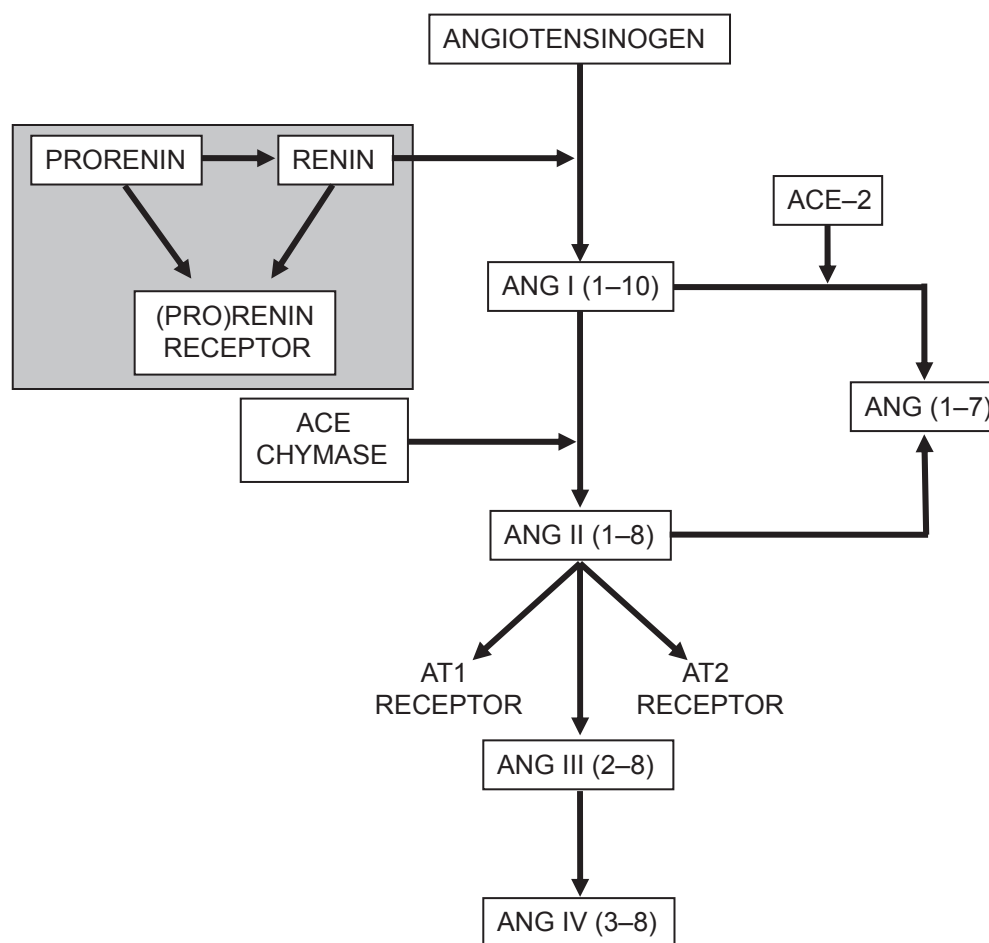 ANGIOTENSINOGEN
PRORENIN
RENIN
ACE–2
(PRO)RENIN
RECEPTOR
ANG I (1–10)
ANG (1–7)
ACE
CHYMASE
ANG II (1–8)
AT1
RECEPTOR
AT2
RECEPTOR
ANG III (2–8)
ANG IV (3–8)